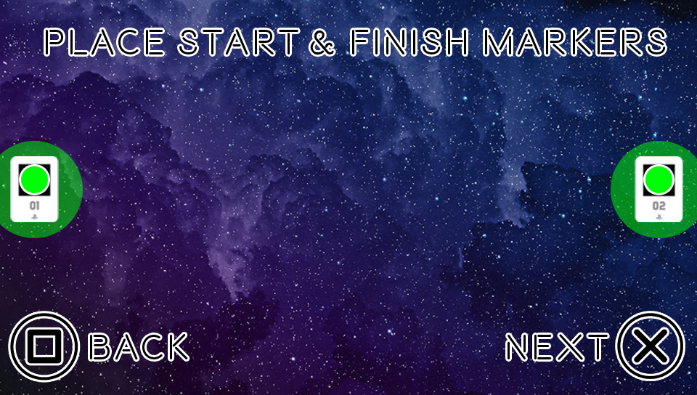 PLACE START & FINISH MARKERS
01
02
BACK
NEXT